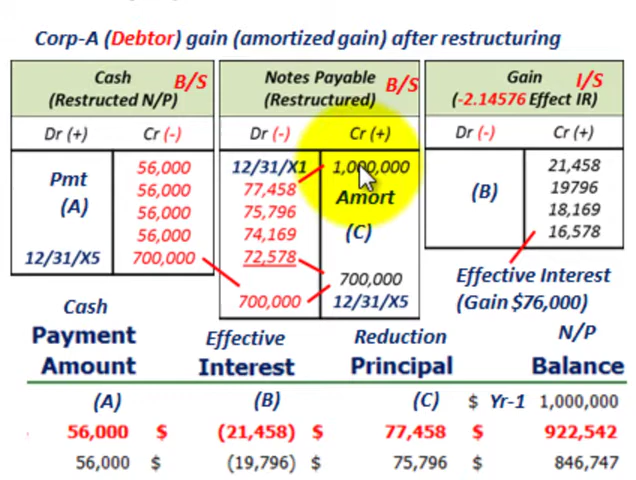 Corp-A (Debtor) gain (amortized gain) after restructuring
Cash B/S
(Restructed N/P)
Dr (+) Cr (-)
Pmt
(A)
56,000
56,000
56,000
56,000
12/31/X5 700,000
Notes Payable B/S
(Restructured)
Dr (-) Cr (+)
12/31/X1 1,000,000
77,458
75,796 Amort
74,169 (C)
72,578
700,000
700,000 12/31/X5
Gain I/S
(-2.14576 Effect IR)
Dr (-) Cr (+)
21,458
(B) 19796
18,169
16,578
Effective Interest
(Gain $76,000)
Cash Effective Reduction N/P
Payment Interest Principal Balance
Amount
(A) (B) (C) $ Yr-1 1,000,000
56,000 $ (21,458) $ 77,458 $ 922,542
56,000 $ (19,796) $ 75,796 $ 846,747